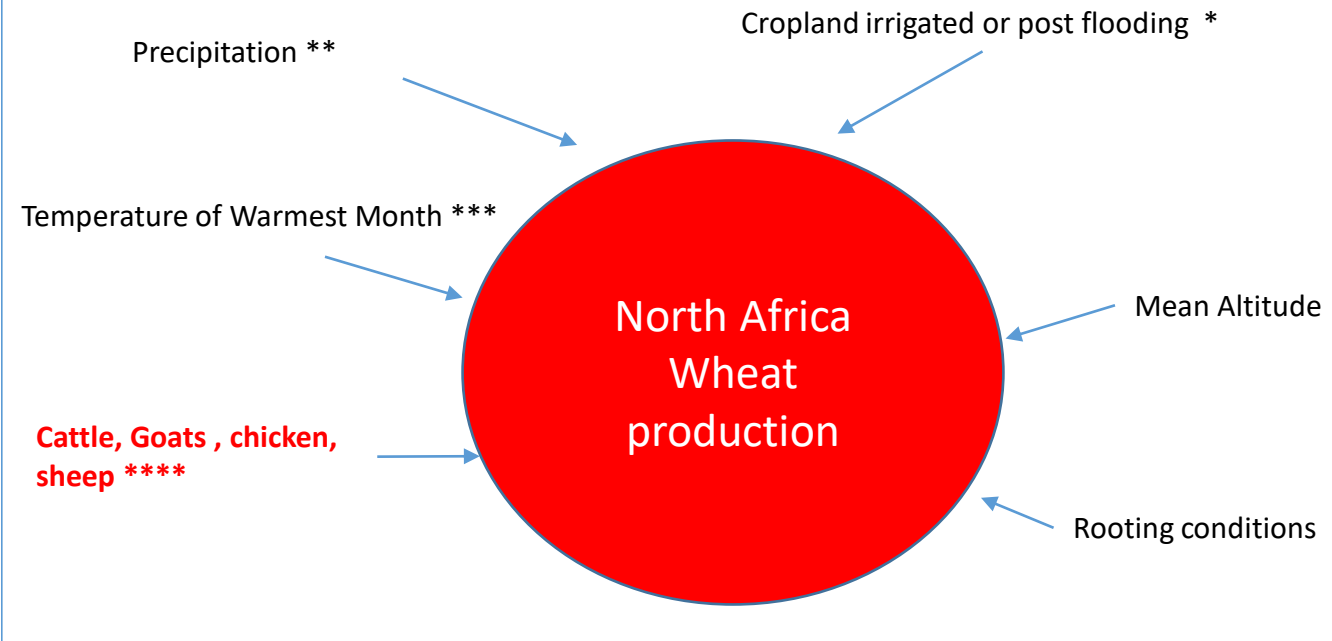 Cropland irrigated or post flooding *
Precipitation **
Temperature of Warmest Month ***
North Africa
Wheat
production
Mean Altitude
Cattle, Goats , chicken,
sheep ****
Rooting conditions